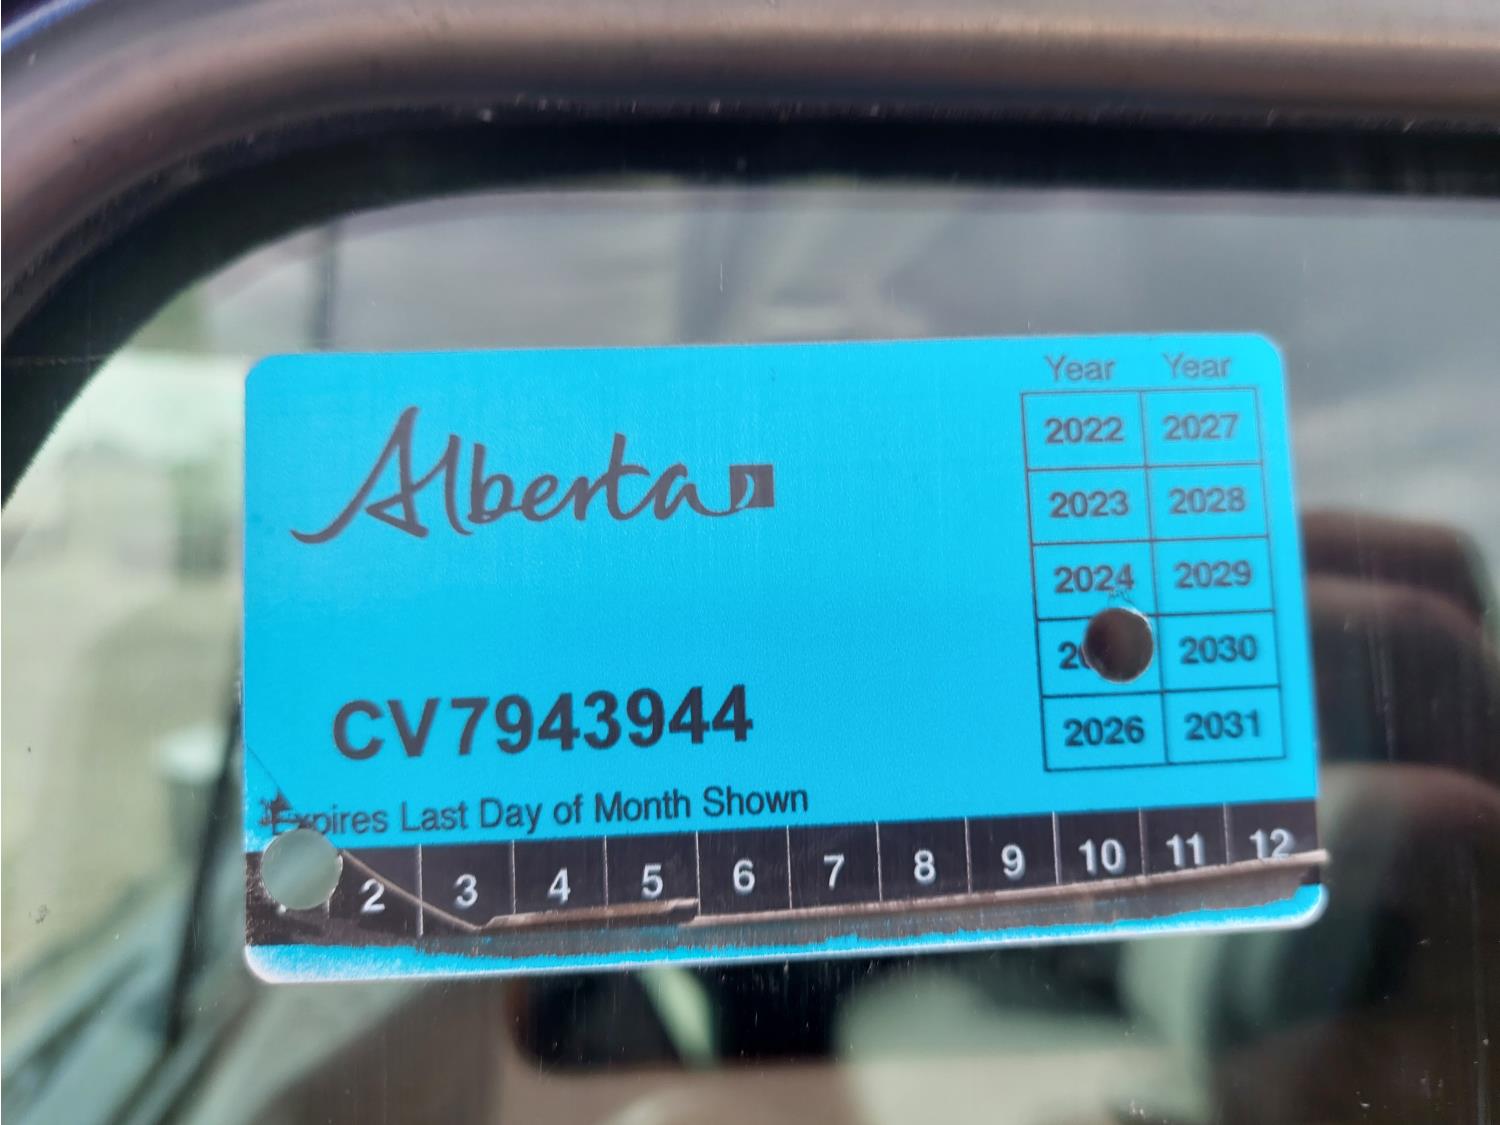 Alberta
Year Year
2022 2027
2023 2028
2024 2029
2030
2026 2031
CV7943944
Expires Last Day of Month Shown
2 3 4 5 6 7 8 9 10 11 12